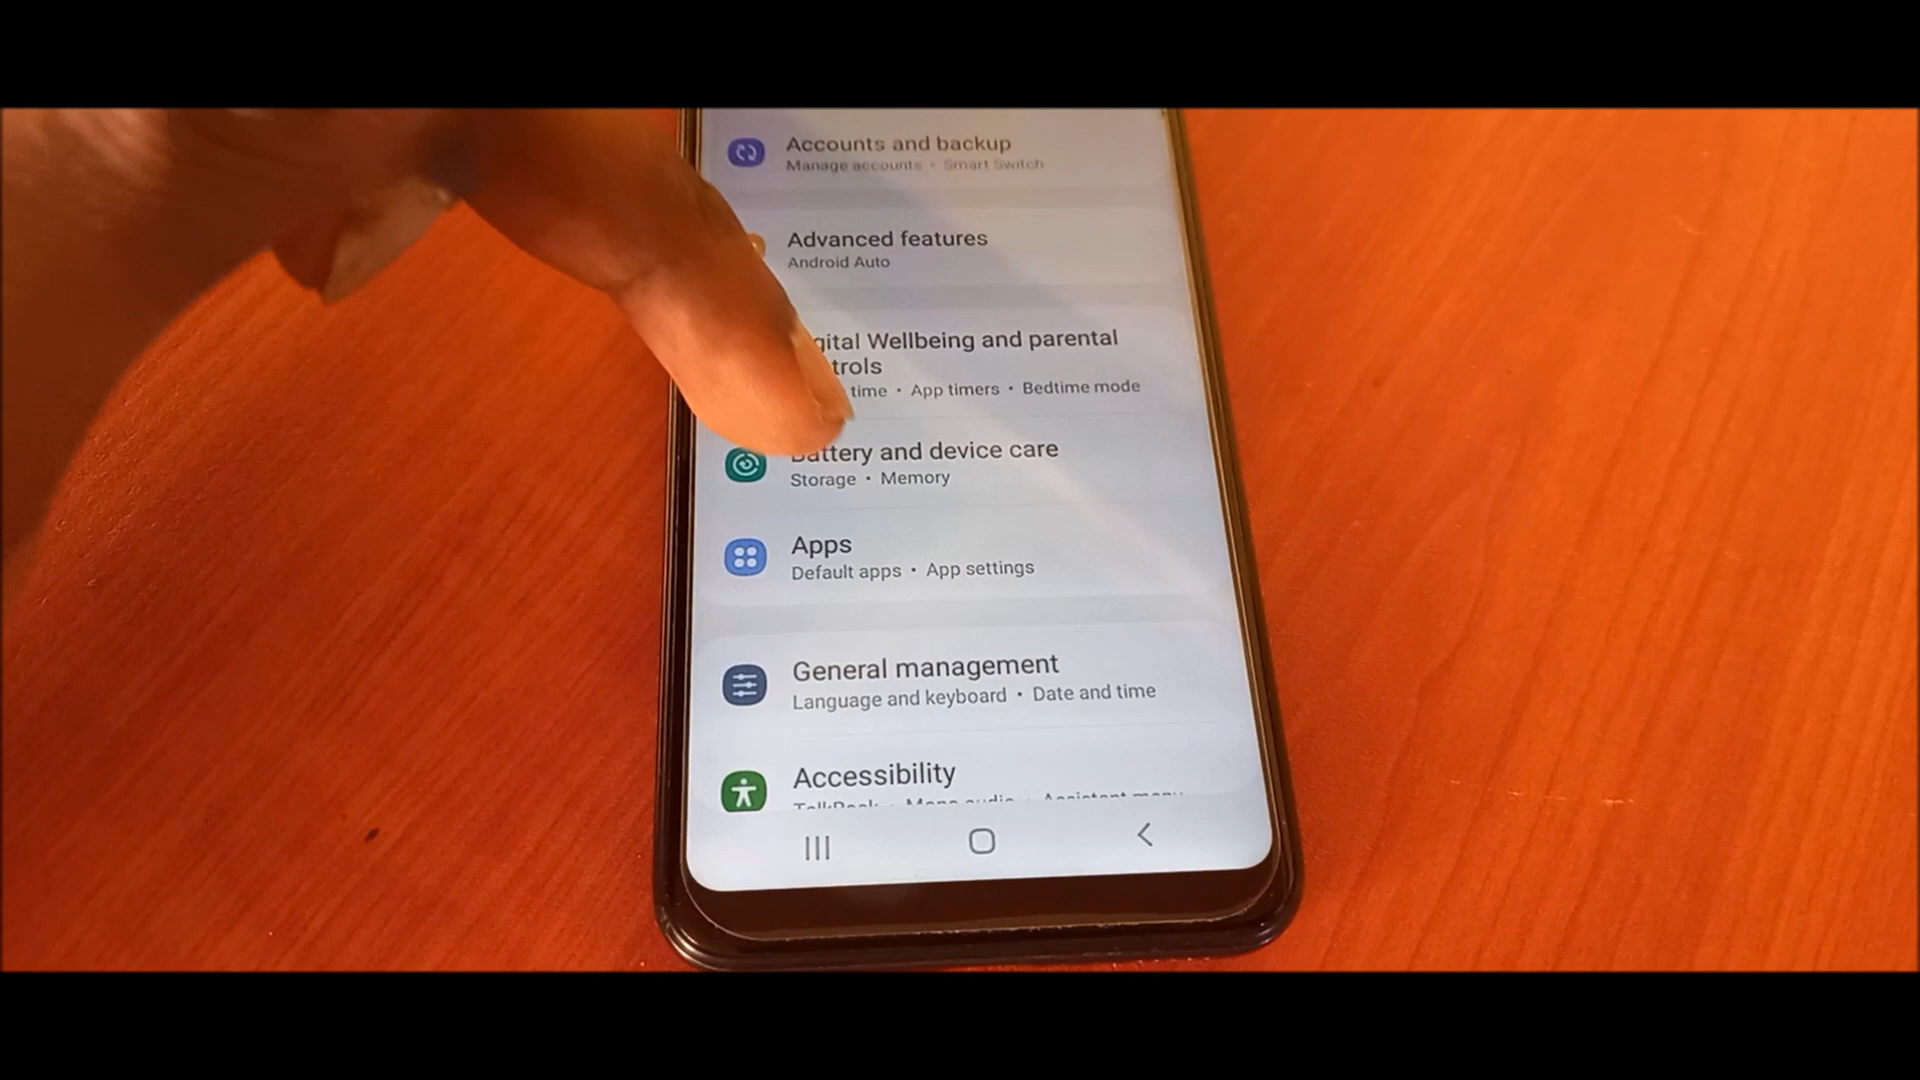 Accounts and backup
Manage accounts • Smart Switch
Advanced features
Android Auto
Wellbeing and parental
time • App timers • Bedtime mode
Battery and device care
Storage • Memory
Apps
Default apps • App settings
General management
Language and keyboard • Date and time
Accessibility